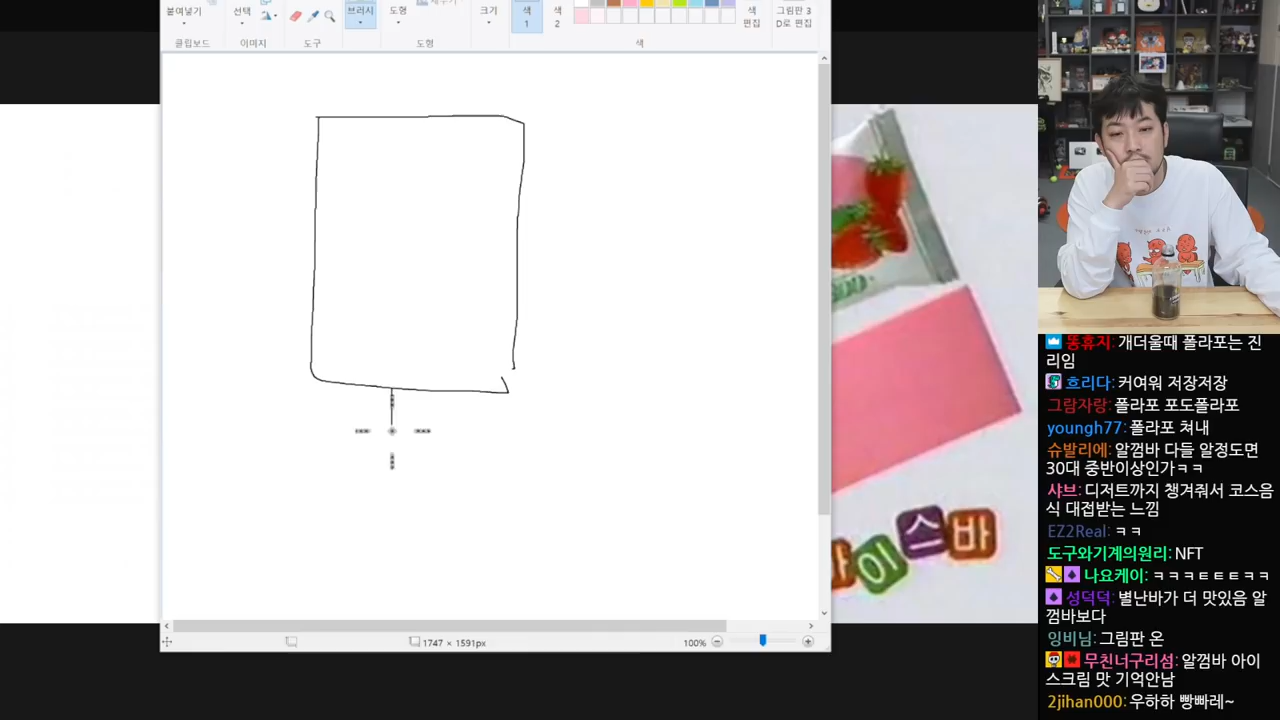 붙여넣기
선택
브러시
도형
크기
색
1
색
2
색
편집
그림판 3
D로 편집
클립보드
이미지
도구
도형
색
이스바
1747 × 1591px
100%
똥휴지: 개더울때 폴라포는 진
리임
흐리다: 커여워 저장저장
그람자랑: 폴라포 포도폴라포
youngh77: 폴라포 쳐내
슈발리에: 알껌바 다들 알정도면
30대 중반이상인가ㅋㅋ
샤브: 디저트까지 챙겨줘서 코스음
식 대접받는 느낌
EZ2Real: ㅋㅋ
도구와기계의원리: NFT
나요케이: ㅋㅋㅋㅌㅌㅌㅋㅋ
성덕덕: 별난바가 더 맛있음 알
껌바보다
잉비님: 그림판 온
무친너구리섬: 알껌바 아이
스크림 맛 기억안남
2jihan000: 우하하 빵빠레~